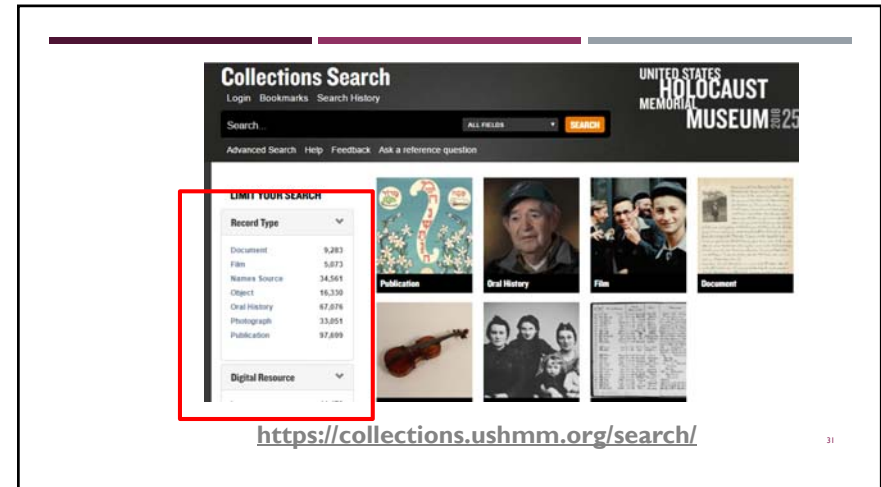 Collections Search
Login Bookmarks Search History
UNITED STATES
HOLOCAUST
MEMORIAL
MUSEUM 2018 25
Search...
ALL FIELDS
SEARCH
Advanced Search Help Feedback Ask a reference question
LIMIT YOUR SEARCH
Record Type
Document 9,283
Film 5,073
Names Source 34,561
Object 16,330
Oral History 67,076
Photograph 33,051
Publication 97,699
Digital Resource
Publication
Oral History
Film
Document
https://collections.ushmm.org/search/
31